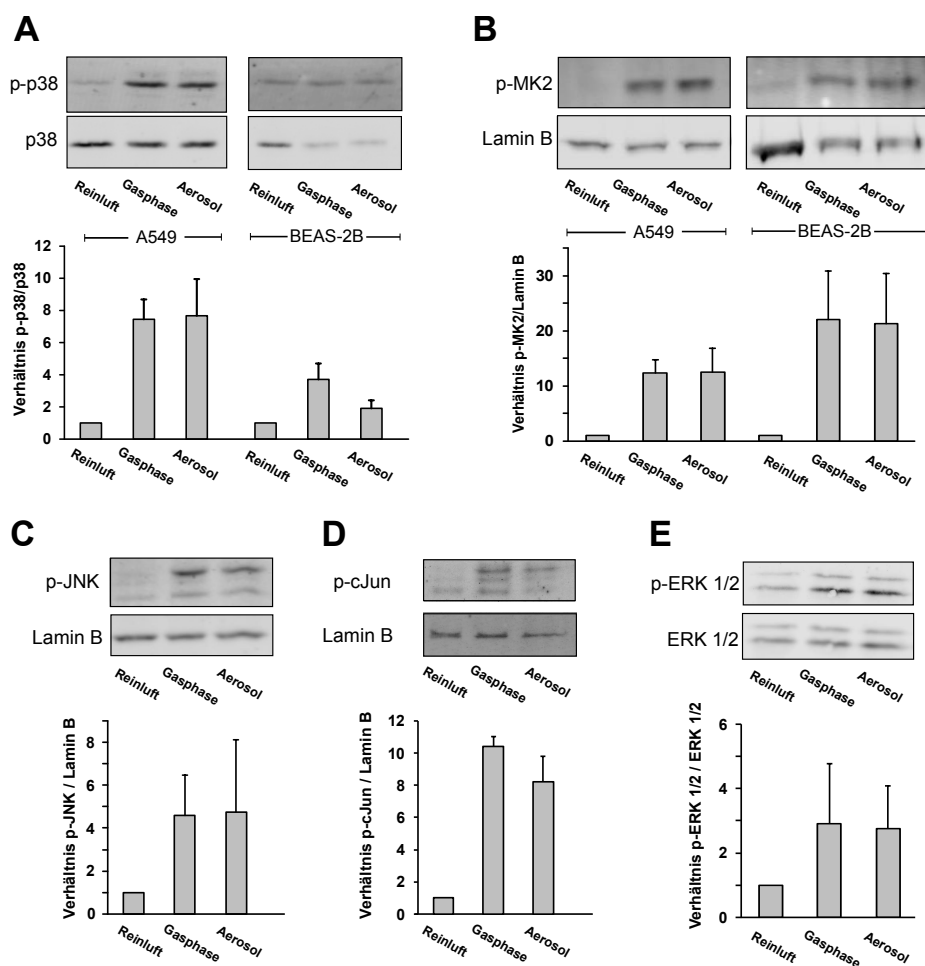 A
p-p38
p38
Reinluft
Gasphase
Aerosol
A549
BEAS-2B
Verhältnis p-p38/p38
12
10
8
6
4
2
0
Reinluft
Gasphase
Aerosol
Reinluft
Gasphase
Aerosol
B
p-MK2
Lamin B
Reinluft
Gasphase
Aerosol
Reinluft
Gasphase
Aerosol
A549
BEAS-2B
Verhältnis p-MK2/Lamin B
30
20
10
0
Reinluft
Gasphase
Aerosol
Reinluft
Gasphase
Aerosol
C
p-JNK
Lamin B
Reinluft
Gasphase
Aerosol
Verhältnis p-JNK / Lamin B
8
6
4
2
0
Reinluft
Gasphase
Aerosol
D
p-cJun
Lamin B
Reinluft
Gasphase
Aerosol
Verhältnis p-cJun / Lamin B
12
10
8
6
4
2
0
Reinluft
Gasphase
Aerosol
E
p-ERK 1/2
ERK 1/2
Reinluft
Gasphase
Aerosol
Verhältnis p-ERK 1/2 / ERK 1/2
6
4
2
0
Reinluft
Gasphase
Aerosol